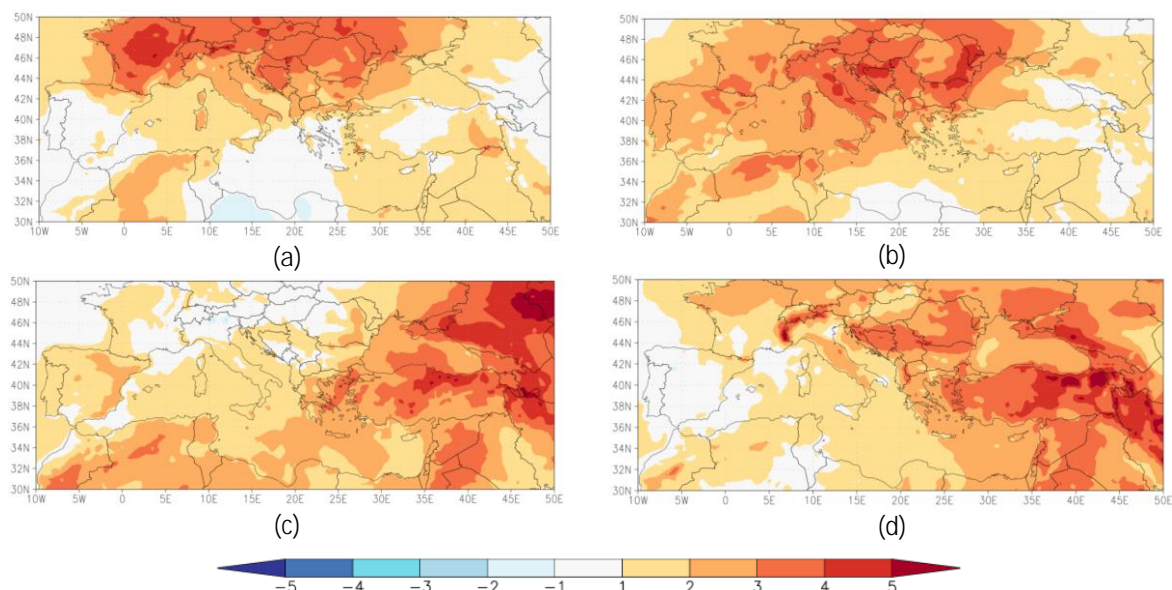 50N 50N
48N 48N
46N 46N
44N 44N
42N 42N
40N 40N
38N 38N
36N 36N
34N 34N
32N 32N
30N 30N
10W 5W 0 5E 10E 15E 20E 25E 30E 35E 40E 45E 50E 10W 5W 0 5E 10E 15E 20E 25E 30E 35E 40E 45E 50E
(a) (b)
50N 50N
48N 48N
46N 46N
44N 44N
42N 42N
40N 40N
38N 38N
36N 36N
34N 34N
32N 32N
30N 30N
10W 5W 0 5E 10E 15E 20E 25E 30E 35E 40E 45E 50E 10W 5W 0 5E 10E 15E 20E 25E 30E 35E 40E 45E 50E
(c) (d)
-5 -4 -3 -2 -1 1 2 3 4 5